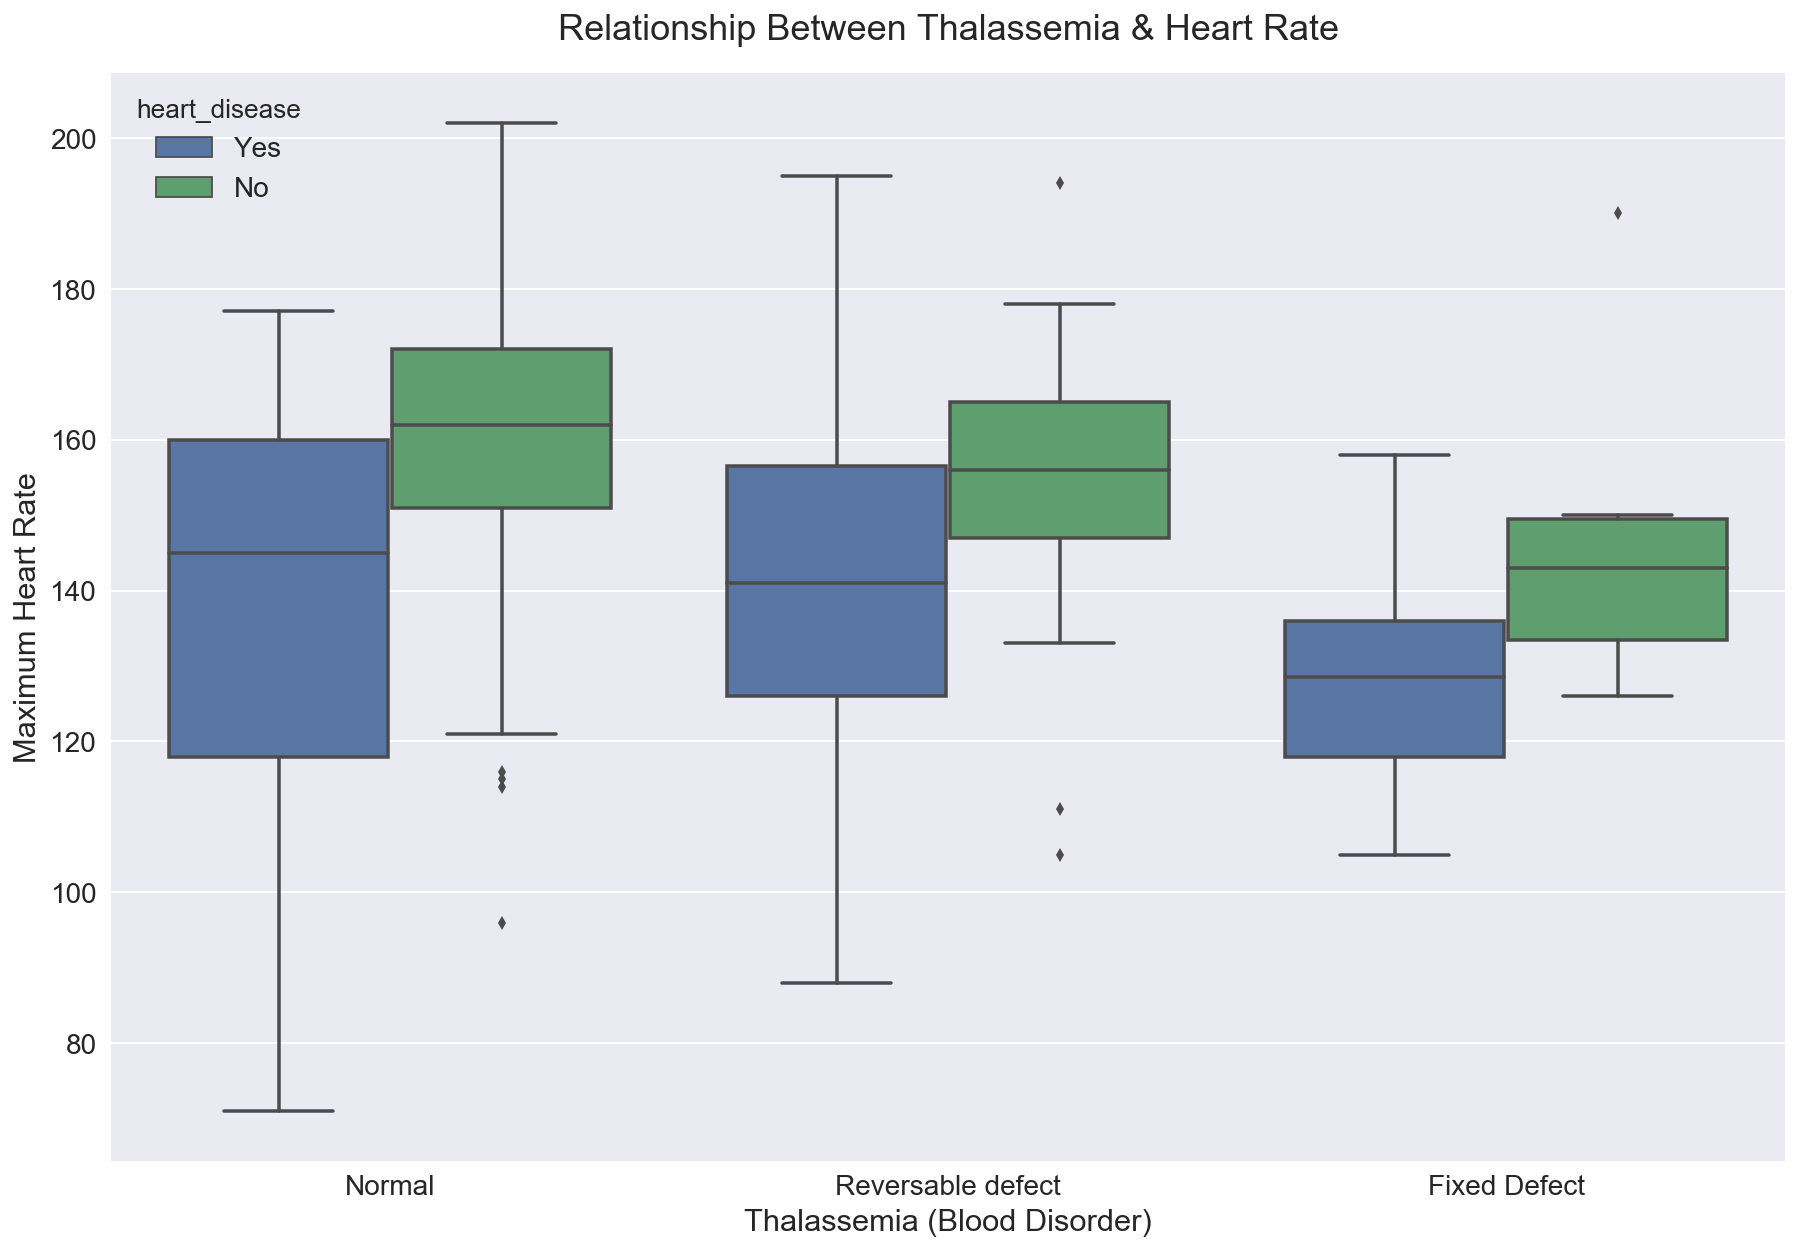 Relationship Between Thalassemia & Heart Rate
heart_disease
Yes
No
200
180
160
140
120
100
80
Maximum Heart Rate
Normal
Reversable defect
Fixed Defect
Thalassemia (Blood Disorder)